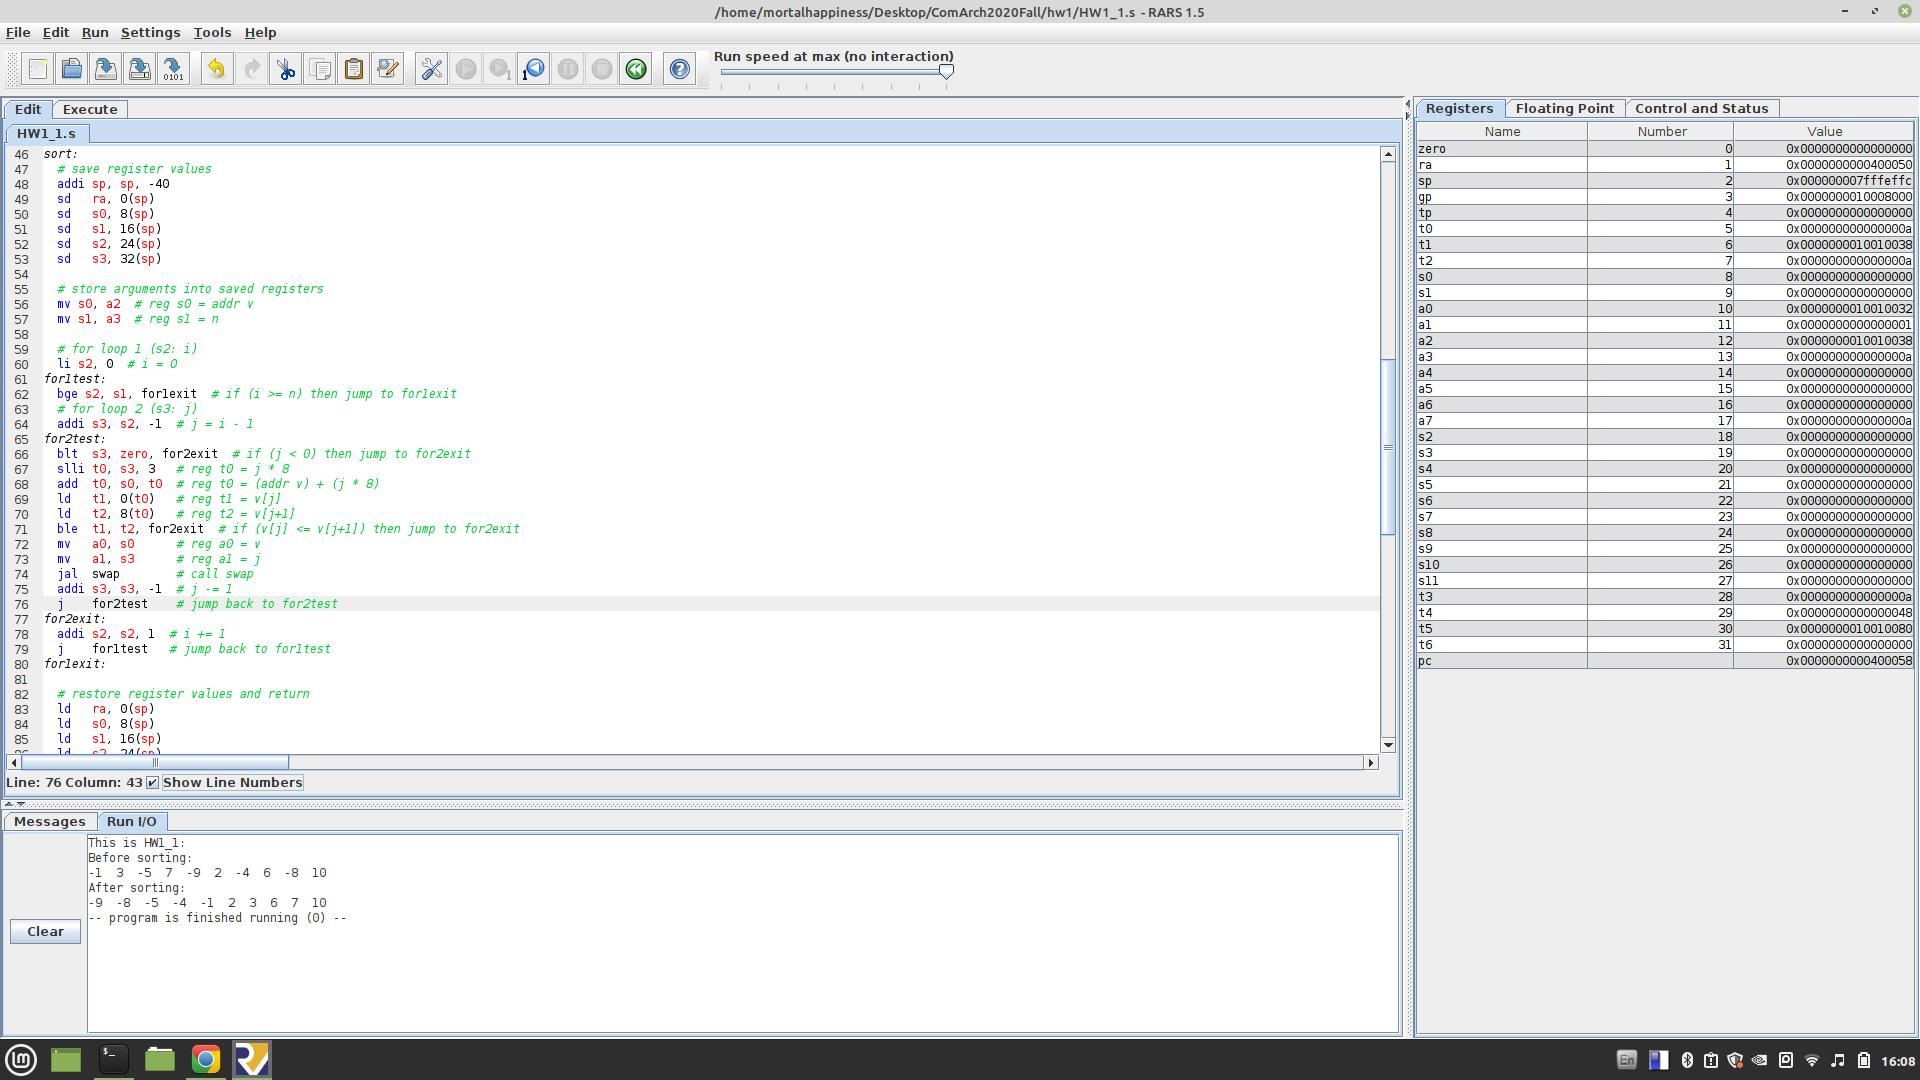 /home/mortalhappiness/Desktop/ComArch2020Fall/hw1/HW1_1.s - RARS 1.5
File Edit Run Settings Tools Help
Run speed at max (no interaction)
Edit Execute
HW1_1.s
46 sort:
47 # save register values
48 addi sp, sp, -40
49 sd ra, 0(sp)
50 sd s0, 8(sp)
51 sd s1, 16(sp)
52 sd s2, 24(sp)
53 sd s3, 32(sp)
54
55 # store arguments into saved registers
56 mv s0, a2 # reg s0 = addr v
57 mv s1, a3 # reg s1 = n
58
59 # for loop 1 (s2: i)
60 li s2, 0 # i = 0
61 for1test:
62 bge s2, s1, for1exit # if (i >= n) then jump to for1exit
63 # for loop 2 (s3: j)
64 addi s3, s2, -1 # j = i - 1
65 for2test:
66 blt s3, zero, for2exit # if (j < 0) then jump to for2exit
67 slli t0, s3, 3 # reg t0 = j * 8
68 add t0, s0, t0 # reg t0 = (addr v) + (j * 8)
69 ld t1, 0(t0) # reg t1 = v[j]
70 ld t2, 8(t0) # reg t2 = v[j+1]
71 ble t1, t2, for2exit # if (v[j] <= v[j+1]) then jump to for2exit
72 mv a0, s0 # reg a0 = v
73 mv a1, s3 # reg a1 = j
74 jal swap # call swap
75 addi s3, s3, -1 # j -= 1
76 j for2test # jump back to for2test
77 for2exit:
78 addi s2, s2, 1 # i += 1
79 j for1test # jump back to for1test
80 for1exit:
81
82 # restore register values and return
83 ld ra, 0(sp)
84 ld s0, 8(sp)
85 ld s1, 16(sp)
86 ld s2, 24(sp)
Line: 76 Column: 43 Show Line Numbers
Messages Run I/O
Clear
This is HW1_1:
Before sorting:
-1 3 -5 7 -9 2 -4 6 -8 10
After sorting:
-9 -8 -5 -4 -1 2 3 6 7 10
-- program is finished running (0) --
Registers Floating Point Control and Status
Name Number Value
zero 0 0x0000000000000000
ra 1 0x0000000000400050
sp 2 0x000000007fffeffc
gp 3 0x0000000010008000
tp 4 0x0000000000000000
t0 5 0x000000000000000a
t1 6 0x0000000010010038
t2 7 0x000000000000000a
s0 8 0x0000000000000000
s1 9 0x0000000000000000
a0 10 0x0000000010010032
a1 11 0x0000000000000001
a2 12 0x0000000010010038
a3 13 0x000000000000000a
a4 14 0x0000000000000000
a5 15 0x0000000000000000
a6 16 0x0000000000000000
a7 17 0x000000000000000a
s2 18 0x0000000000000000
s3 19 0x0000000000000000
s4 20 0x0000000000000000
s5 21 0x0000000000000000
s6 22 0x0000000000000000
s7 23 0x0000000000000000
s8 24 0x0000000000000000
s9 25 0x0000000000000000
s10 26 0x0000000000000000
s11 27 0x0000000000000000
t3 28 0x000000000000000a
t4 29 0x0000000000000048
t5 30 0x0000000010010080
t6 31 0x0000000000000000
pc 0x0000000000400058
En 16:08